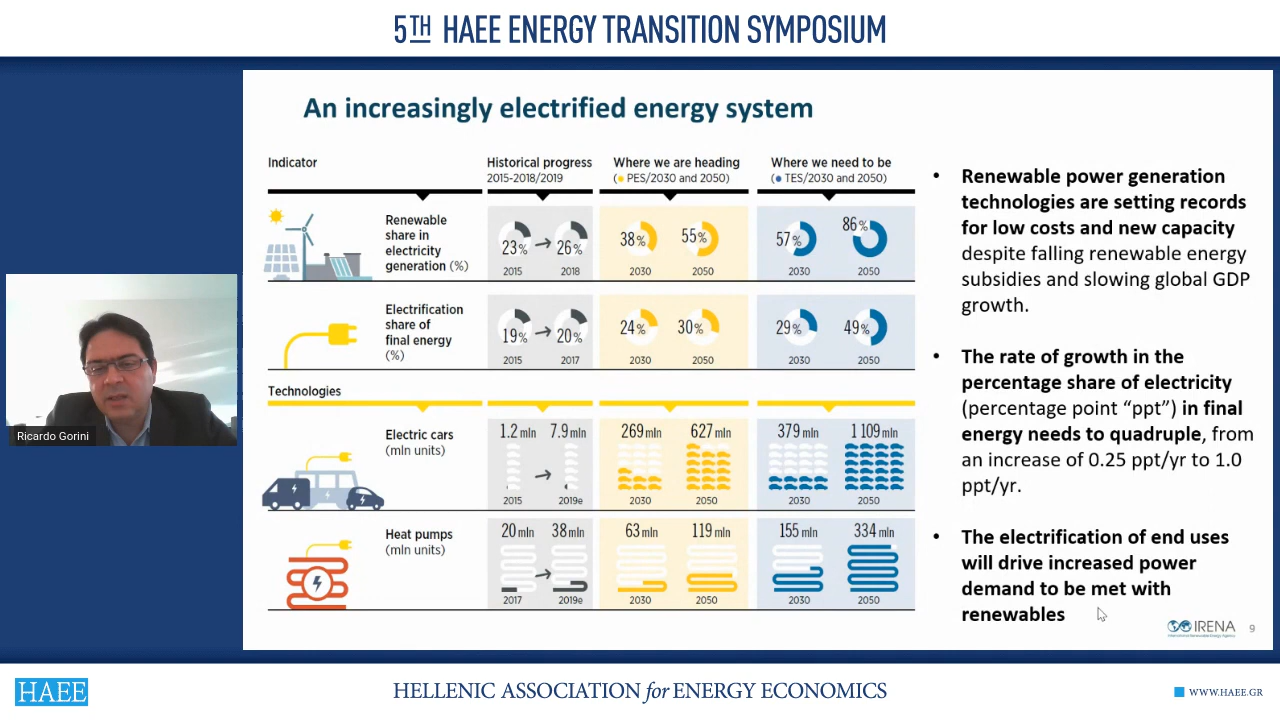 5TH HAEE ENERGY TRANSITION SYMPOSIUM
An increasingly electrified energy system
Indicator
Historical progress
2015-2018/2019
Where we are heading
(● PES/2030 and 2050)
Where we need to be
(● TES/2030 and 2050)
Renewable
share in
electricity
generation (%)
23% → 26%
2015 2018
38% 55%
2030 2050
57% 86%
2030 2050
Electrification
share of
final energy
(%)
19% → 20%
2015 2017
24% 30%
2030 2050
29% 49%
2030 2050
Technologies
Electric cars
(mln units)
1.2 mln 7.9 mln
→
2015 2019e
269 mln 627 mln
2030 2050
379 mln 1 109 mln
2030 2050
Heat pumps
(mln units)
20 mln 38 mln
→
2017 2019e
63 mln 119 mln
2030 2050
155 mln 334 mln
2030 2050
• Renewable power generation
technologies are setting records
for low costs and new capacity
despite falling renewable energy
subsidies and slowing global GDP
growth.
• The rate of growth in the
percentage share of electricity
(percentage point “ppt”) in final
energy needs to quadruple, from
an increase of 0.25 ppt/yr to 1.0
ppt/yr.
• The electrification of end uses
will drive increased power
demand to be met with
renewables
IRENA
International Renewable Energy Agency
9
Ricardo Gorini
HAEE
HELLENIC ASSOCIATION for ENERGY ECONOMICS
WWW.HAEE.GR